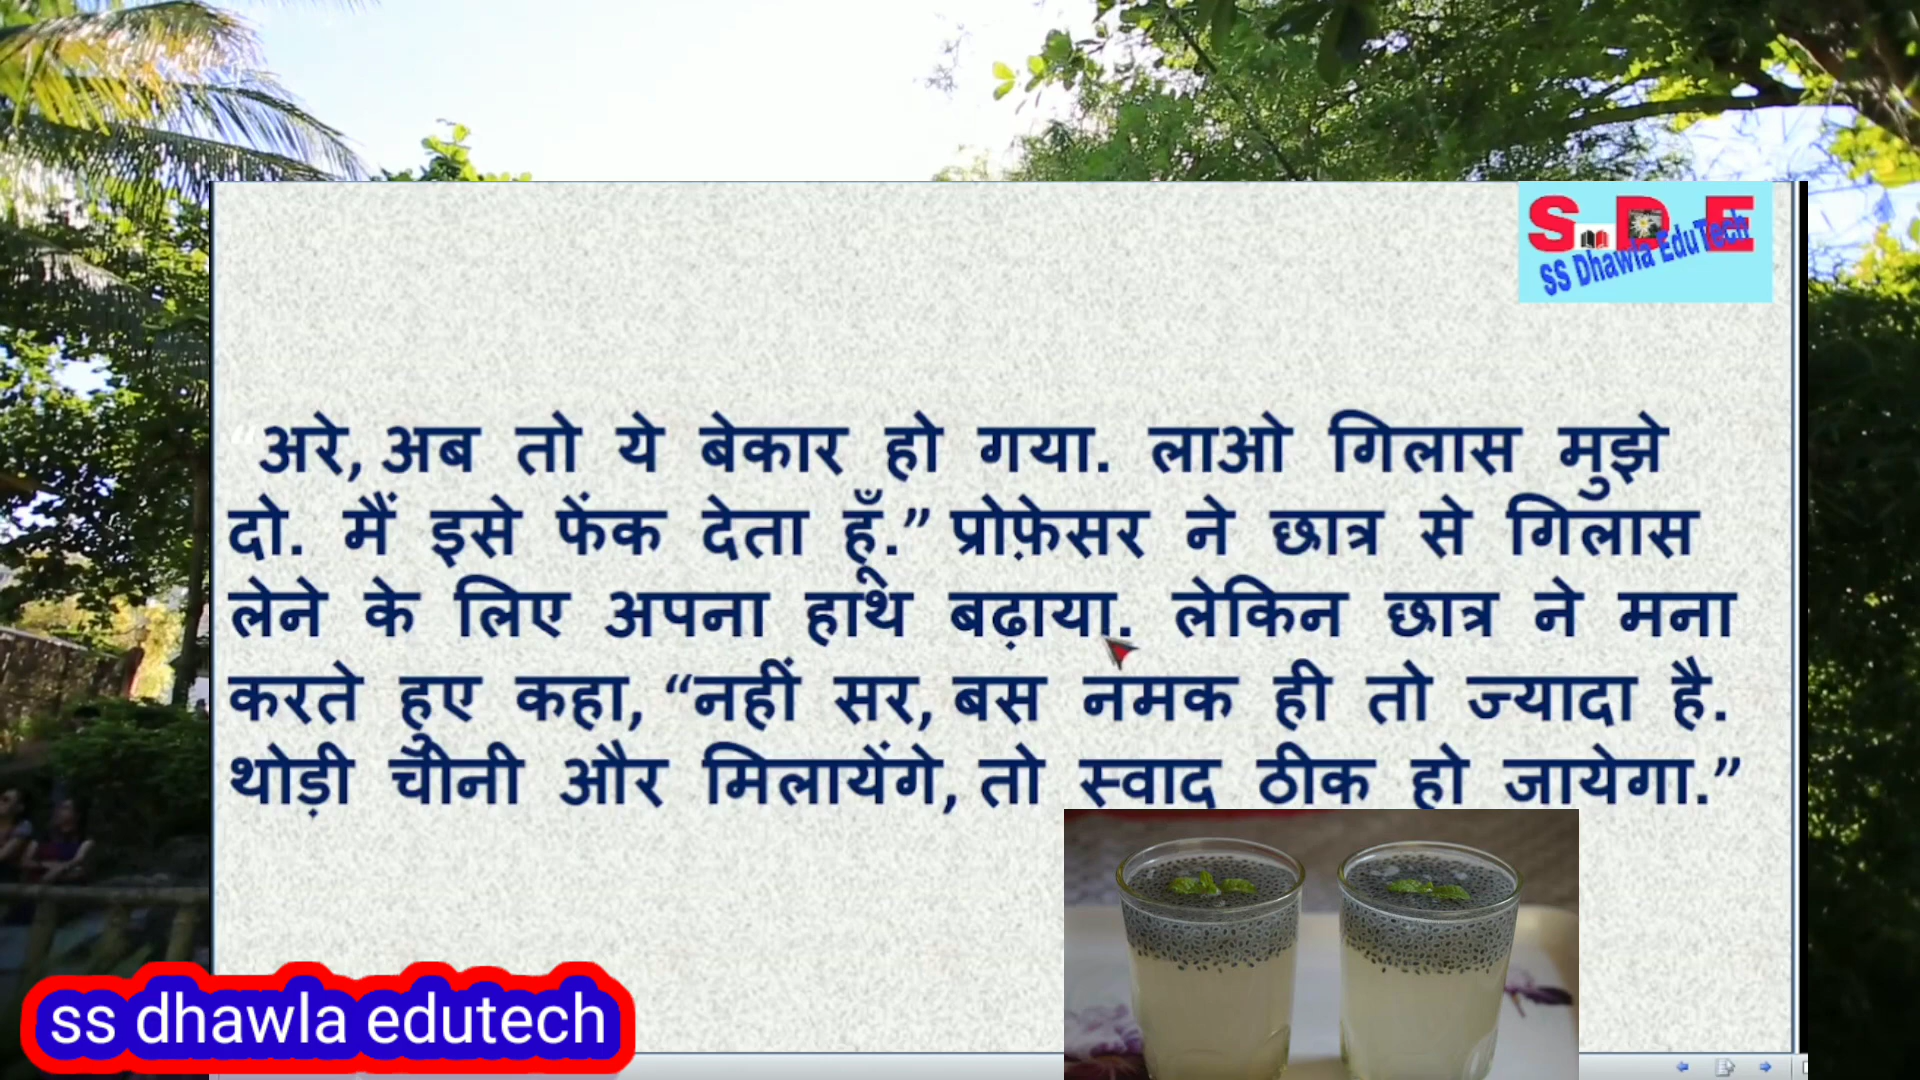 S D E
SS Dhawla EduTech
“अरे, अब तो ये बेकार हो गया. लाओ गिलास मुझे
दो. मैं इसे फेंक देता हूँ.” प्रोफ़ेसर ने छात्र से गिलास
लेने के लिए अपना हाथ बढ़ाया. लेकिन छात्र ने मना
करते हुए कहा, “नहीं सर, बस नमक ही तो ज्यादा है.
थोड़ी चीनी और मिलायेंगे, तो स्वाद ठीक हो जायेगा.”
ss dhawla edutech